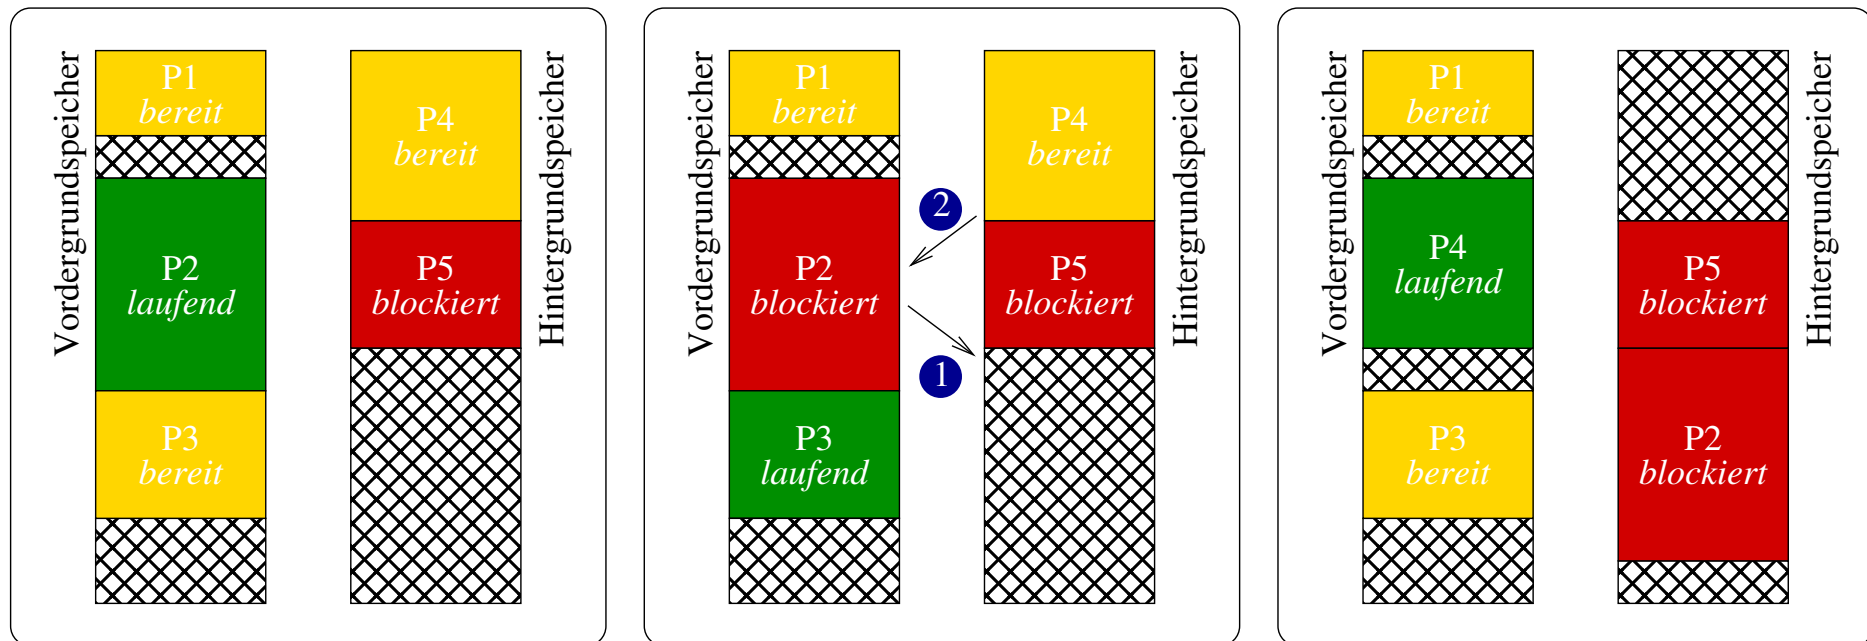 Vordergrundspeicher
P1
bereit
P2
laufend
P3
bereit
P4
bereit
P5
blockiert
Hintergrundspeicher
Vordergrundspeicher
P1
bereit
P2
blockiert
P3
laufend
2
1
P4
bereit
P5
blockiert
Hintergrundspeicher
Vordergrundspeicher
P1
bereit
P4
laufend
P3
bereit
P5
blockiert
P2
blockiert
Hintergrundspeicher